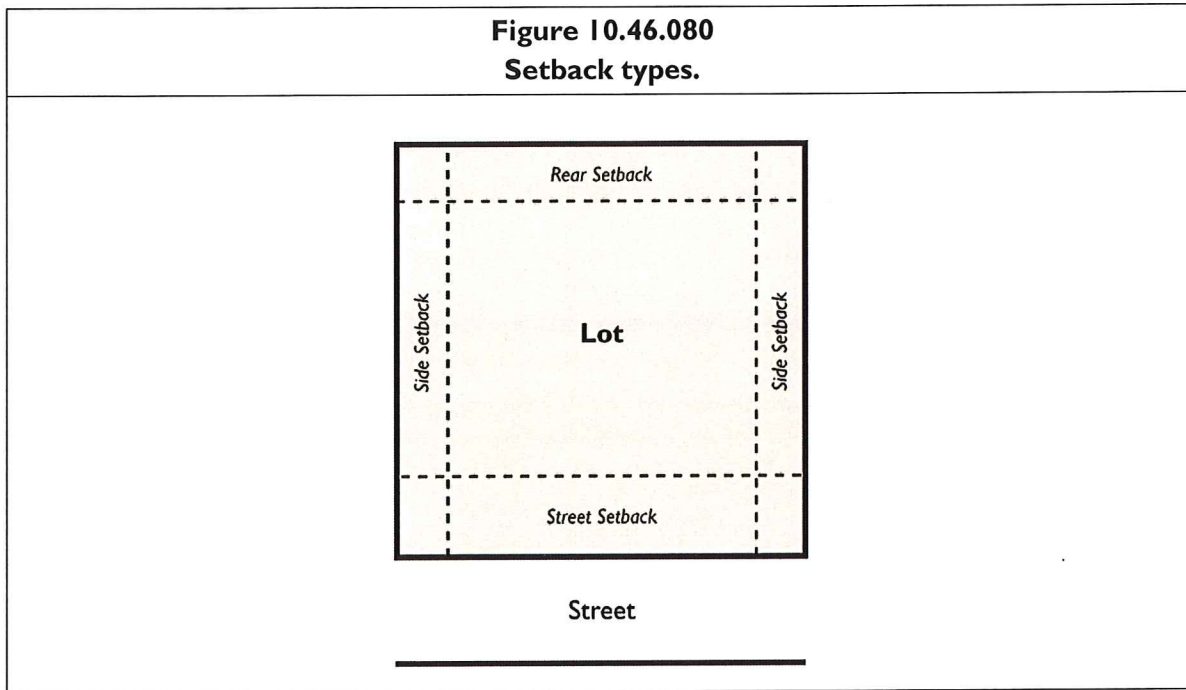 Figure 10.46.080
Setback types.
Rear Setback
Side Setback
Lot
Side Setback
Street Setback
Street